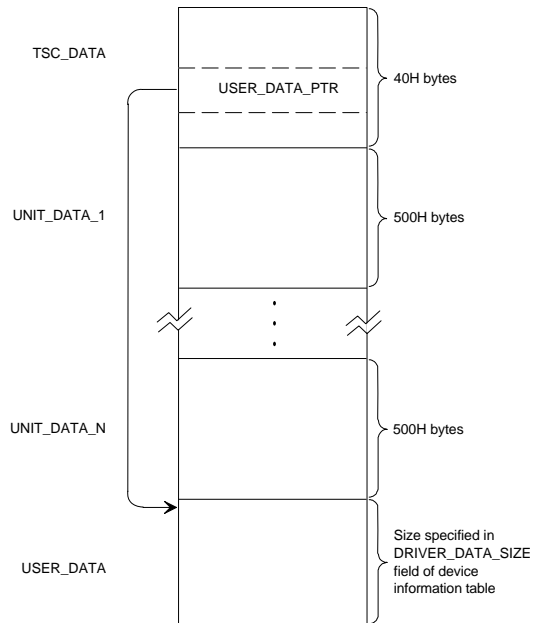 TSC_DATA
USER_DATA_PTR
40H bytes
UNIT_DATA_1
500H bytes
UNIT_DATA_N
500H bytes
USER_DATA
Size specified in
DRIVER_DATA_SIZE
field of device
information table